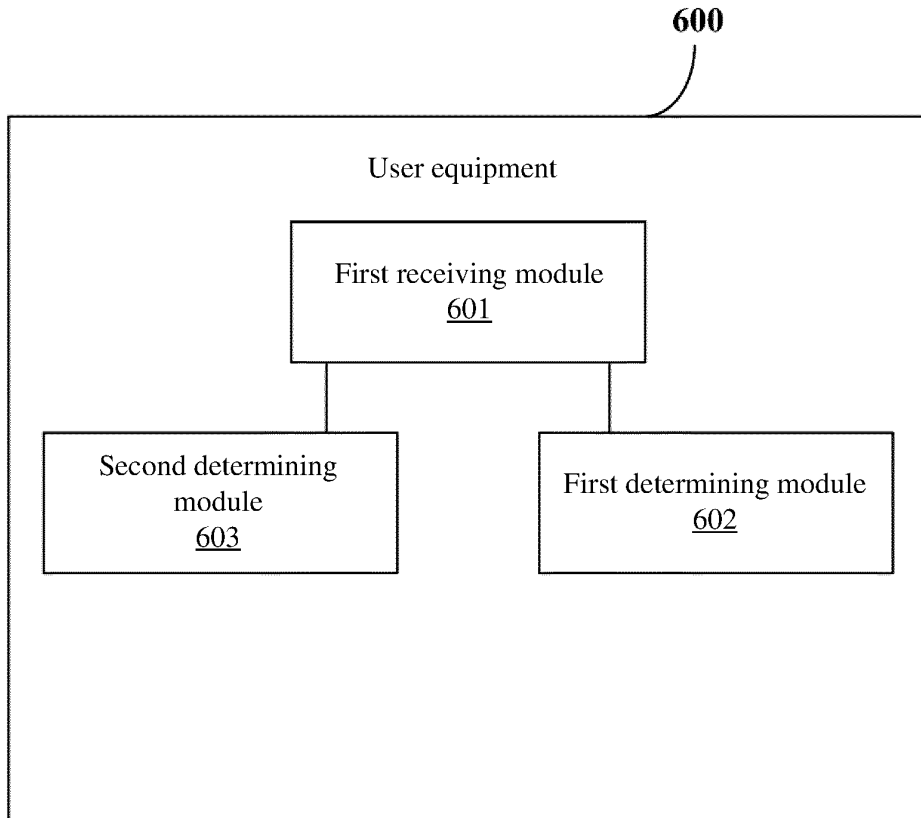 600
User equipment
First receiving module
601
Second determining
module
603
First determining module
602